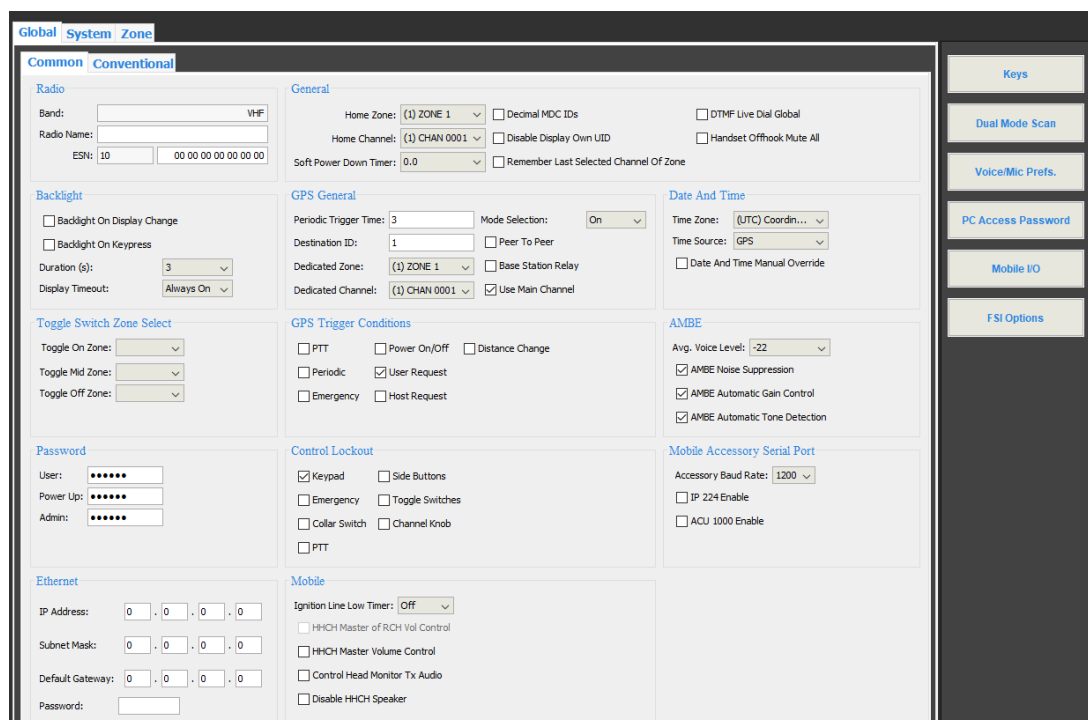 Global System Zone
Common Conventional
Radio
Band: VHF
Radio Name:
ESN: 10 00 00 00 00 00 00 00
General
Home Zone: (1) ZONE 1 Decimal MDC IDs DTMF Live Dial Global
Home Channel: (1) CHAN 0001 Disable Display Own UID Handset Offhook Mute All
Soft Power Down Timer: 0.0 Remember Last Selected Channel Of Zone
Backlight
Backlight On Display Change
Backlight On Keypress
Duration (s): 3
Display Timeout: Always On
GPS General
Periodic Trigger Time: 3 Mode Selection: On
Destination ID: 1 Peer To Peer
Dedicated Zone: (1) ZONE 1 Base Station Relay
Dedicated Channel: (1) CHAN 0001 Use Main Channel
Date And Time
Time Zone: (UTC) Coordin...
Time Source: GPS
Date And Time Manual Override
Toggle Switch Zone Select
Toggle On Zone:
Toggle Mid Zone:
Toggle Off Zone:
GPS Trigger Conditions
PTT Power On/Off Distance Change
Periodic User Request
Emergency Host Request
AMBE
Avg. Voice Level: -22
AMBE Noise Suppression
AMBE Automatic Gain Control
AMBE Automatic Tone Detection
Password
User: ••••••
Power Up: ••••••
Admin: ••••••
Control Lockout
Keypad Side Buttons
Emergency Toggle Switches
Collar Switch Channel Knob
PTT
Mobile Accessory Serial Port
Accessory Baud Rate: 1200
IP 224 Enable
ACU 1000 Enable
Ethernet
IP Address: 0 . 0 . 0 . 0
Subnet Mask: 0 . 0 . 0 . 0
Default Gateway: 0 . 0 . 0 . 0
Password:
Mobile
Ignition Line Low Timer: Off
HHCH Master of RCH Vol Control
HHCH Master Volume Control
Control Head Monitor Tx Audio
Disable HHCH Speaker
Keys
Dual Mode Scan
Voice/Mic Prefs.
PC Access Password
Mobile I/O
FSI Options